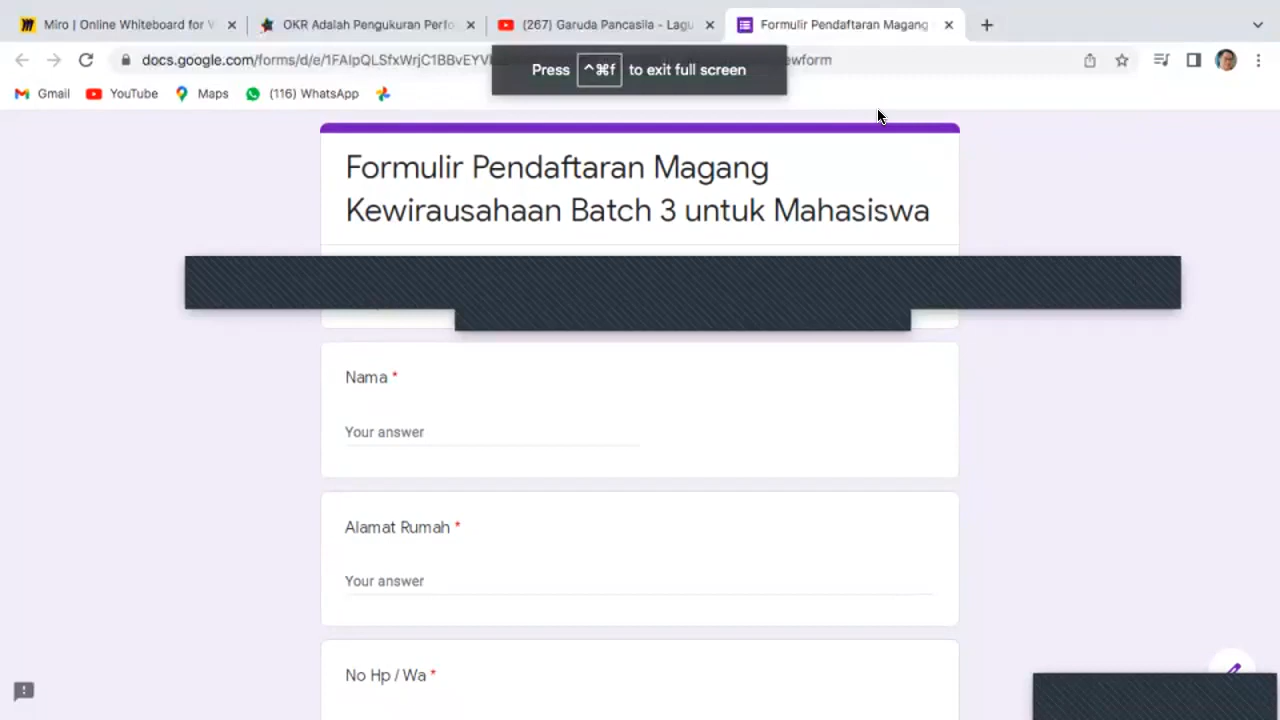 Miro | Online Whiteboard for
OKR Adalah Pengukuran Perfo
(267) Garuda Pancasila - Lagu
Formulir Pendaftaran Magang
docs.google.com/forms/d/e/1FAIpQLSfxWrjC1BBvEYV
ewform
Press ^⌘f to exit full screen
Gmail
YouTube
Maps
(116) WhatsApp
Formulir Pendaftaran Magang
Kewirausahaan Batch 3 untuk Mahasiswa
Nama *
Your answer
Alamat Rumah *
Your answer
No Hp / Wa *